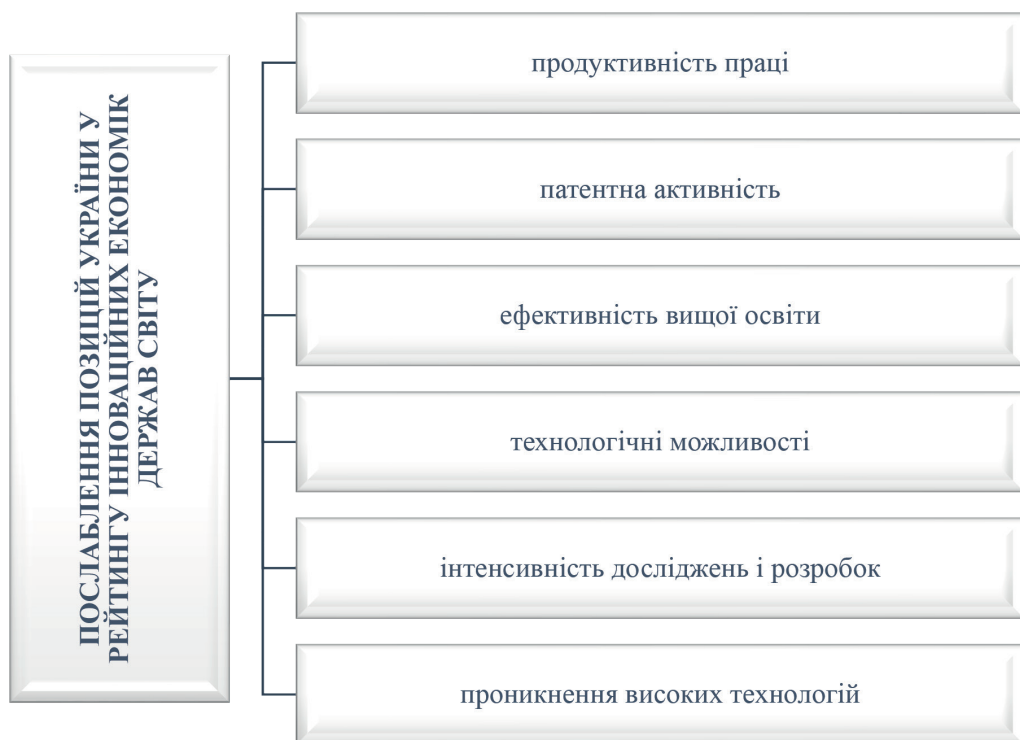 ПОСЛАБЛЕННЯ ПОЗИЦІЙ УКРАЇНИ У
РЕЙТИНГУ ІННОВАЦІЙНИХ ЕКОНОМІК
ДЕРЖАВ СВІТУ
продуктивність праці
патентна активність
ефективність вищої освіти
технологічні можливості
інтенсивність досліджень і розробок
проникнення високих технологій